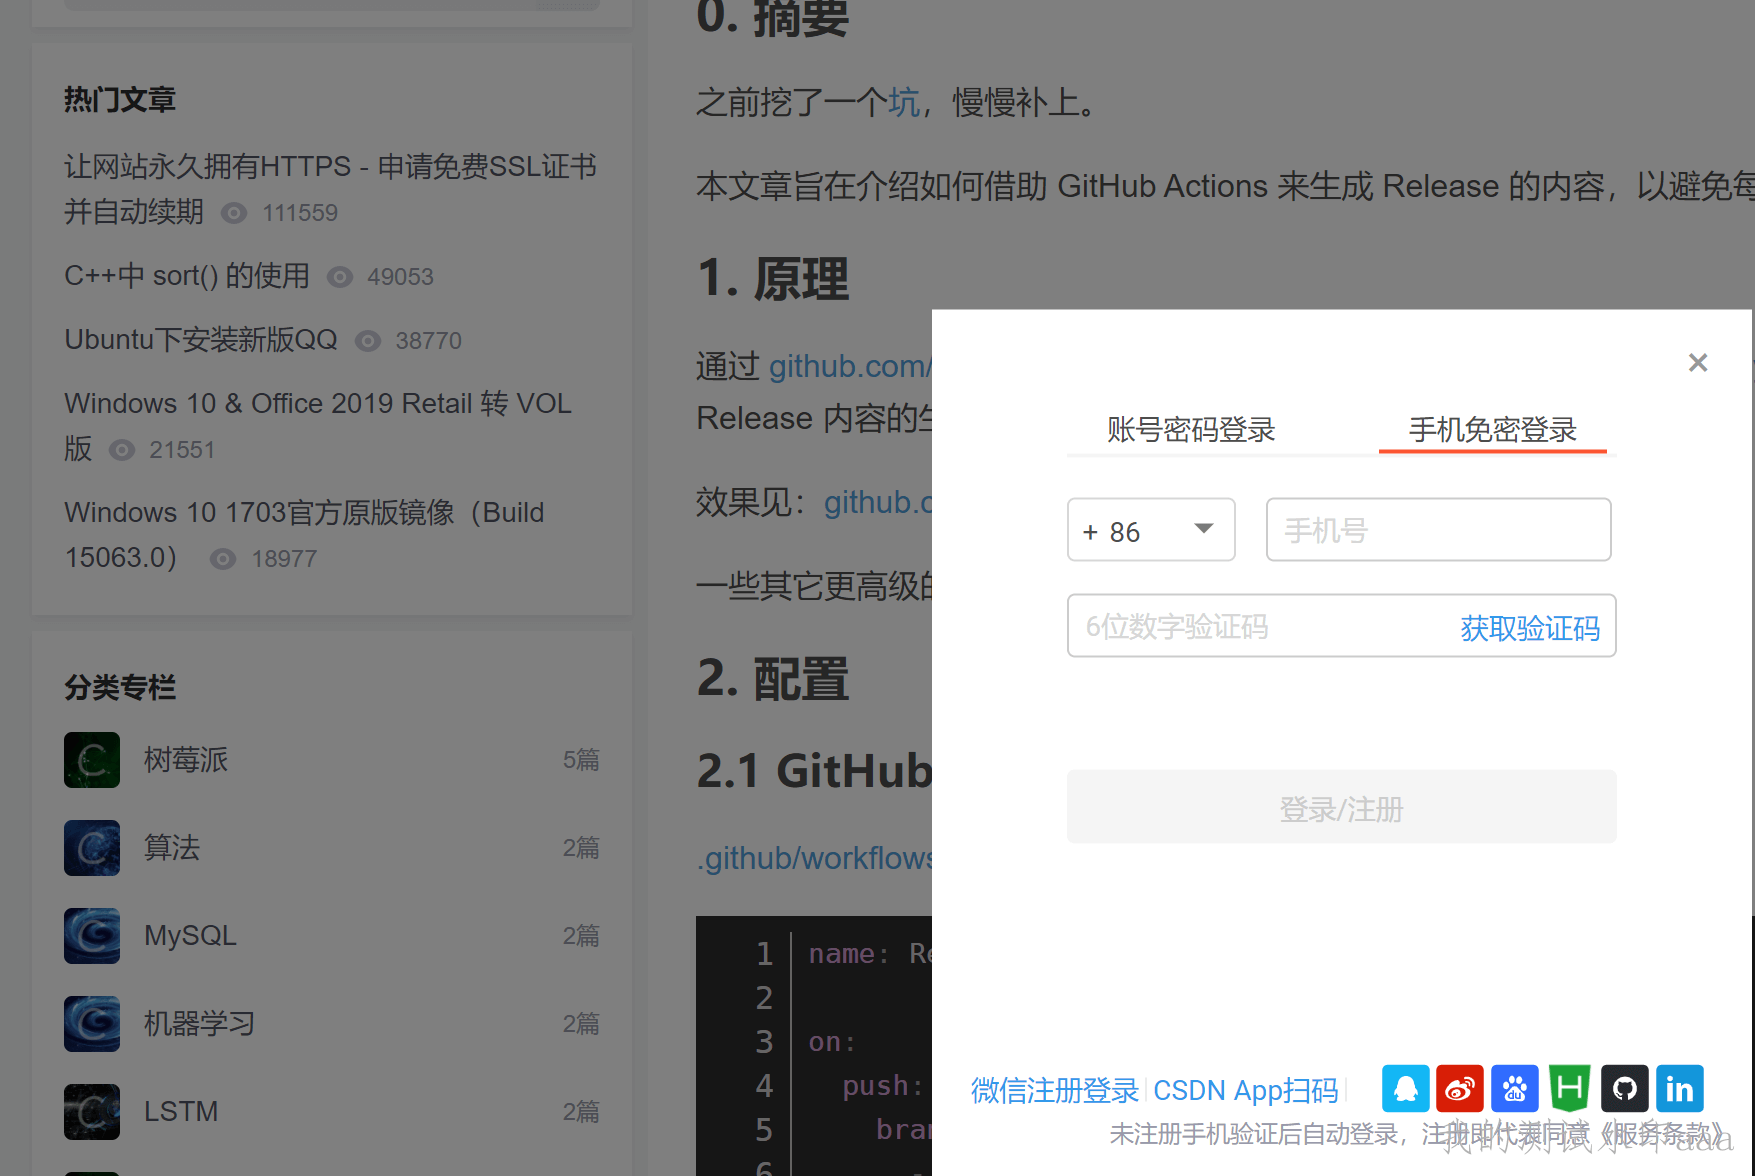 热门文章
让网站永久拥有HTTPS - 申请免费SSL证书
并自动续期 111559
C++中 sort() 的使用 49053
Ubuntu下安装新版QQ 38770
Windows 10 & Office 2019 Retail 转 VOL
版 21551
Windows 10 1703官方原版镜像（Build
15063.0） 18977
分类专栏
树莓派 5篇
算法 2篇
MySQL 2篇
机器学习 2篇
LSTM 2篇
0. 摘要
之前挖了一个坑，慢慢补上。
本文章旨在介绍如何借助 GitHub Actions 来生成 Release 的内容，以避免每
1. 原理
通过 github.com/
Release 内容的生
效果见：github.c
一些其它更高级的
2. 配置
2.1 GitHub
.github/workflows
1 name: Re
2
3 on:
4 push:
5 bran
6
账号密码登录 手机免密登录
+ 86 手机号
6位数字验证码 获取验证码
登录/注册
微信注册登录 CSDN App扫码
未注册手机验证后自动登录，注册即代表同意《服务条款》
我的测试水印aaa